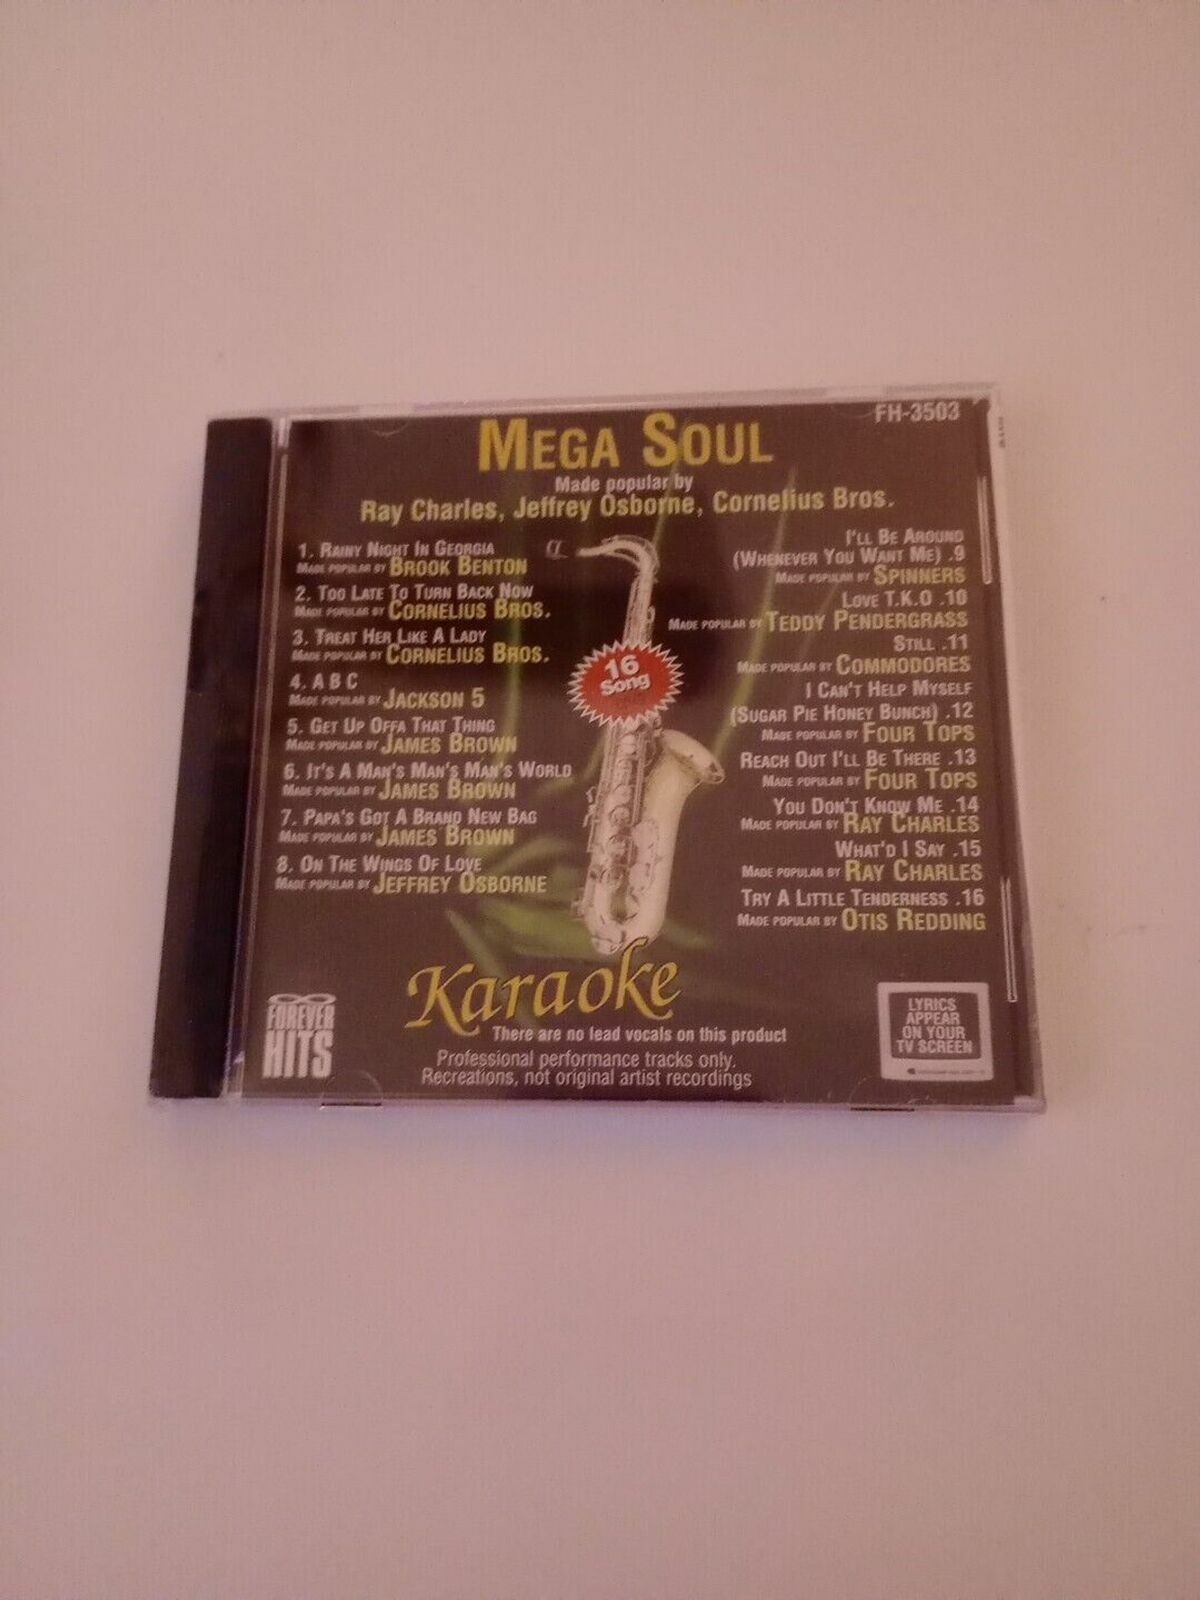 FH-3503
MEGA SOUL
Made popular by
Ray Charles, Jeffrey Osborne, Cornelius Bros.
1. RAINY NIGHT IN GEORGIA
MADE POPULAR BY BROOK BENTON
2. TOO LATE TO TURN BACK NOW
MADE POPULAR BY CORNELIUS BROS.
3. TREAT HER LIKE A LADY
MADE POPULAR BY CORNELIUS BROS.
4. A B C
MADE POPULAR BY JACKSON 5
5. GET UP OFFA THAT THING
MADE POPULAR BY JAMES BROWN
6. IT'S A MAN'S MAN'S MAN'S WORLD
MADE POPULAR BY JAMES BROWN
7. PAPA'S GOT A BRAND NEW BAG
MADE POPULAR BY JAMES BROWN
8. ON THE WINGS OF LOVE
MADE POPULAR BY JEFFREY OSBORNE
16
Song
I'LL BE AROUND
(WHENEVER YOU WANT ME) .9
MADE POPULAR BY SPINNERS
LOVE T.K.O .10
MADE POPULAR BY TEDDY PENDERGRASS
STILL .11
MADE POPULAR BY COMMODORES
I CAN'T HELP MYSELF
(SUGAR PIE HONEY BUNCH) .12
MADE POPULAR BY FOUR TOPS
REACH OUT I'LL BE THERE .13
MADE POPULAR BY FOUR TOPS
YOU DON'T KNOW ME .14
MADE POPULAR BY RAY CHARLES
WHAT'D I SAY .15
MADE POPULAR BY RAY CHARLES
TRY A LITTLE TENDERNESS .16
MADE POPULAR BY OTIS REDDING
Karaoke
There are no lead vocals on this product
Professional performance tracks only.
Recreations, not original artist recordings
FOREVER
HITS
LYRICS
APPEAR
ON YOUR
TV SCREEN